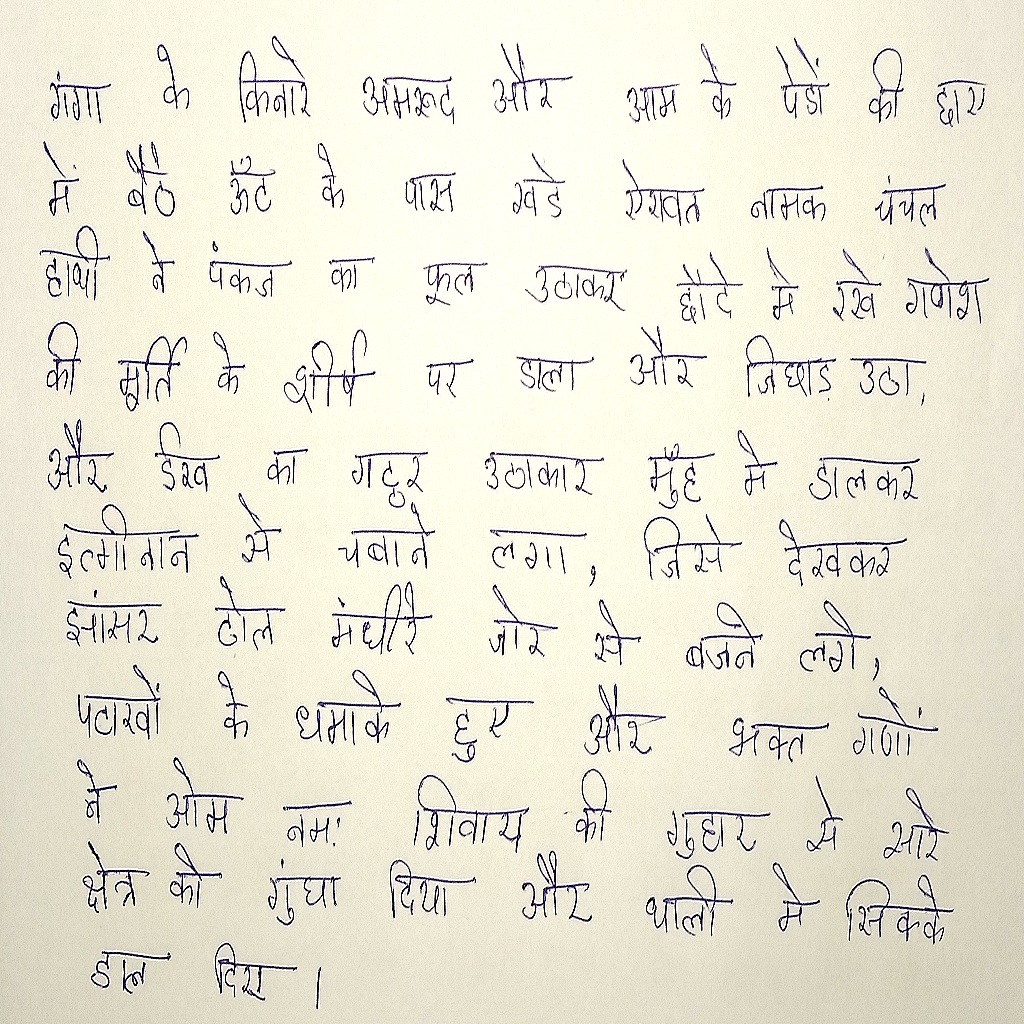 गंगा के किनारे अमरूद और आम के पेडों की छाए
में बैठे ऊँट के पास खडे ऐरावत नामक चंचल
हाथी ने पंकज का फूल उठाकर छौटे मे रखे गणेश
की मूर्ति के शीर्ष पर डाला और जिघाड़ उठा,
और ईख का गट्ठर उठाकार मुँह मे डालकर
इत्मीनान से चबाने लगा, जिसे देखकर
झांसर ढोल मंघीरे जोर से बजने लगे,
पटाखों के धमाके हुए और भक्त गणों
ने ओम नमः शिवाय की गुहार से सारे
क्षेत्र को गुंघा दिया और थाली मे सिक्के
डाल दिए।